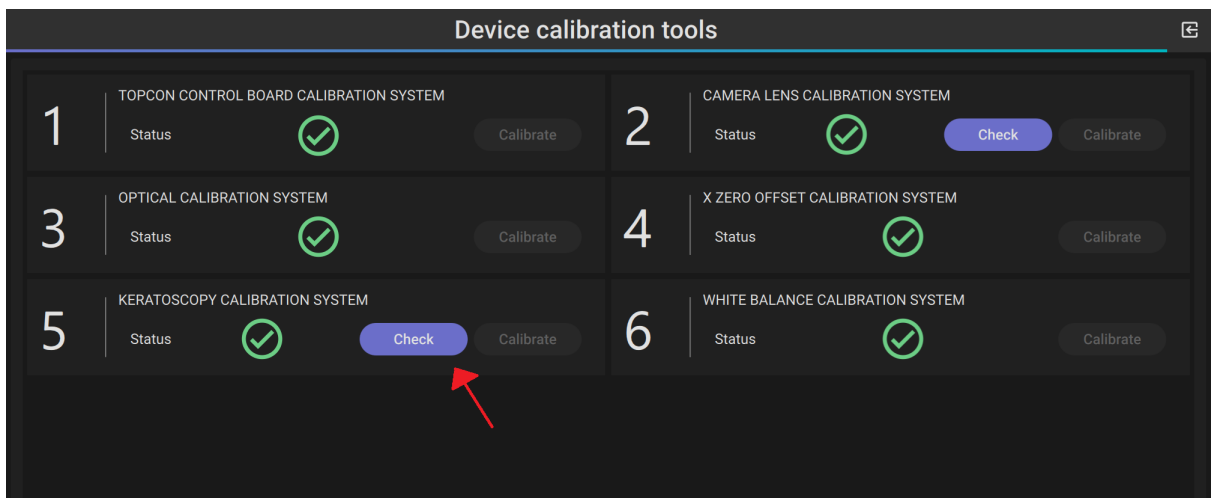 Device calibration tools
1
TOPCON CONTROL BOARD CALIBRATION SYSTEM
Status
Calibrate
2
CAMERA LENS CALIBRATION SYSTEM
Status
Check
Calibrate
3
OPTICAL CALIBRATION SYSTEM
Status
Calibrate
4
X ZERO OFFSET CALIBRATION SYSTEM
Status
Calibrate
5
KERATOSCOPY CALIBRATION SYSTEM
Status
Check
Calibrate
6
WHITE BALANCE CALIBRATION SYSTEM
Status
Calibrate